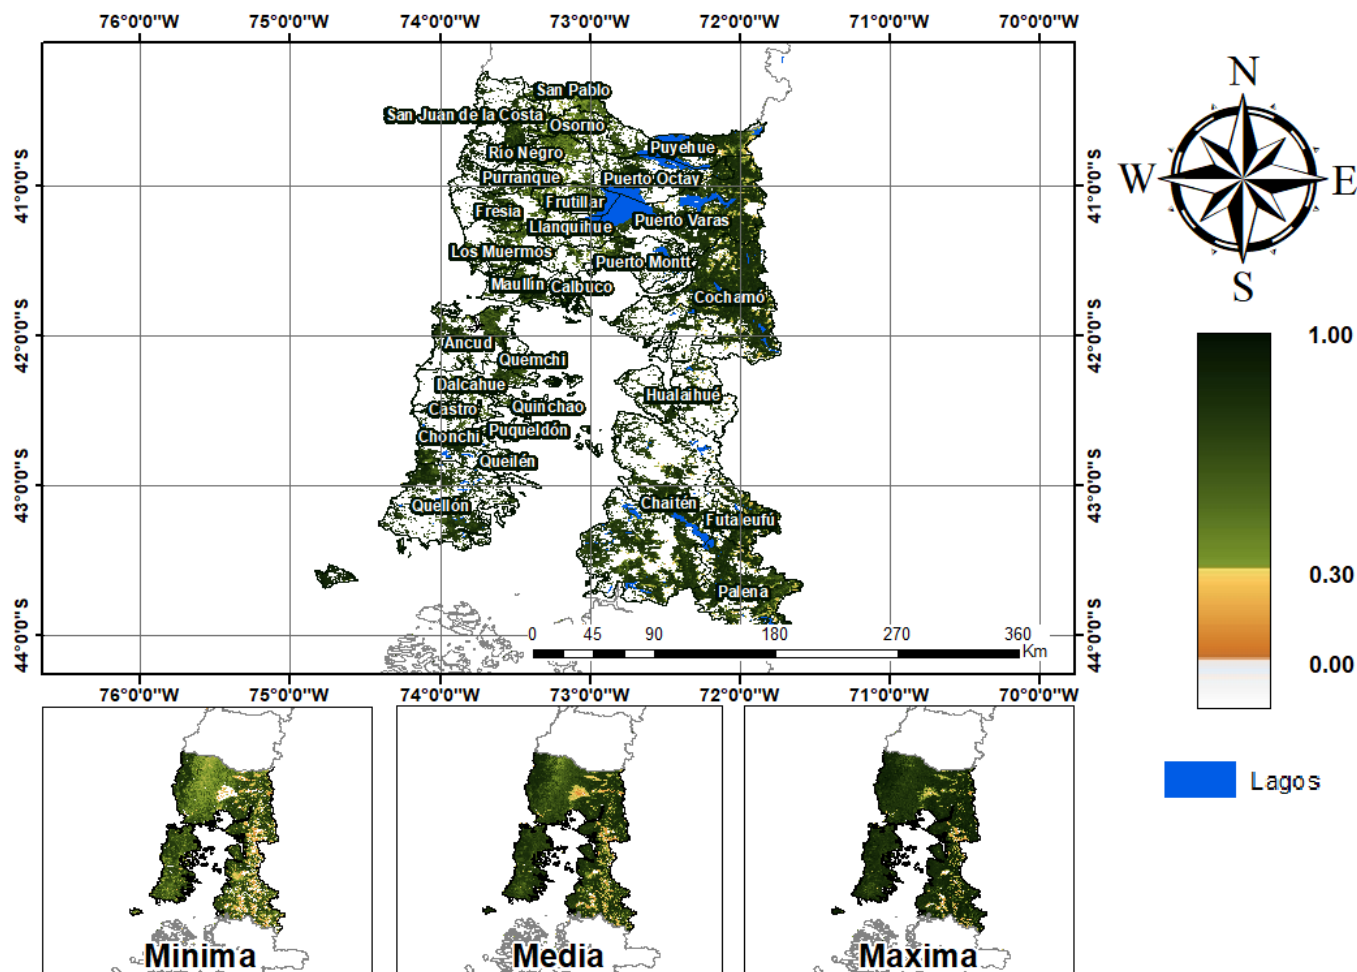 76°0'0"W 75°0'0"W 74°0'0"W 73°0'0"W 72°0'0"W 71°0'0"W 70°0'0"W
N
W E
S
41°0'0"S 41°0'0"S
42°0'0"S 42°0'0"S
43°0'0"S 43°0'0"S
44°0'0"S 44°0'0"S
San Pablo
San Juan de la Costa
Osorno
Río Negro
Puyehue
Purranque
Puerto Octay
Frutillar
Fresia
Puerto Varas
Llanquihue
Los Muermos
Puerto Montt
Maullín
Calbuco
Cochamó
Ancud
Quemchi
Dalcahue
Hualaihué
Castro
Quinchao
Chonchi
Puqueldón
Queilén
Quellón
Chaitén
Futaleufú
Palena
0 45 90 180 270 360
Km
76°0'0"W 75°0'0"W 74°0'0"W 73°0'0"W 72°0'0"W 71°0'0"W 70°0'0"W
1.00
0.30
0.00
Lagos
Minima
Media
Maxima